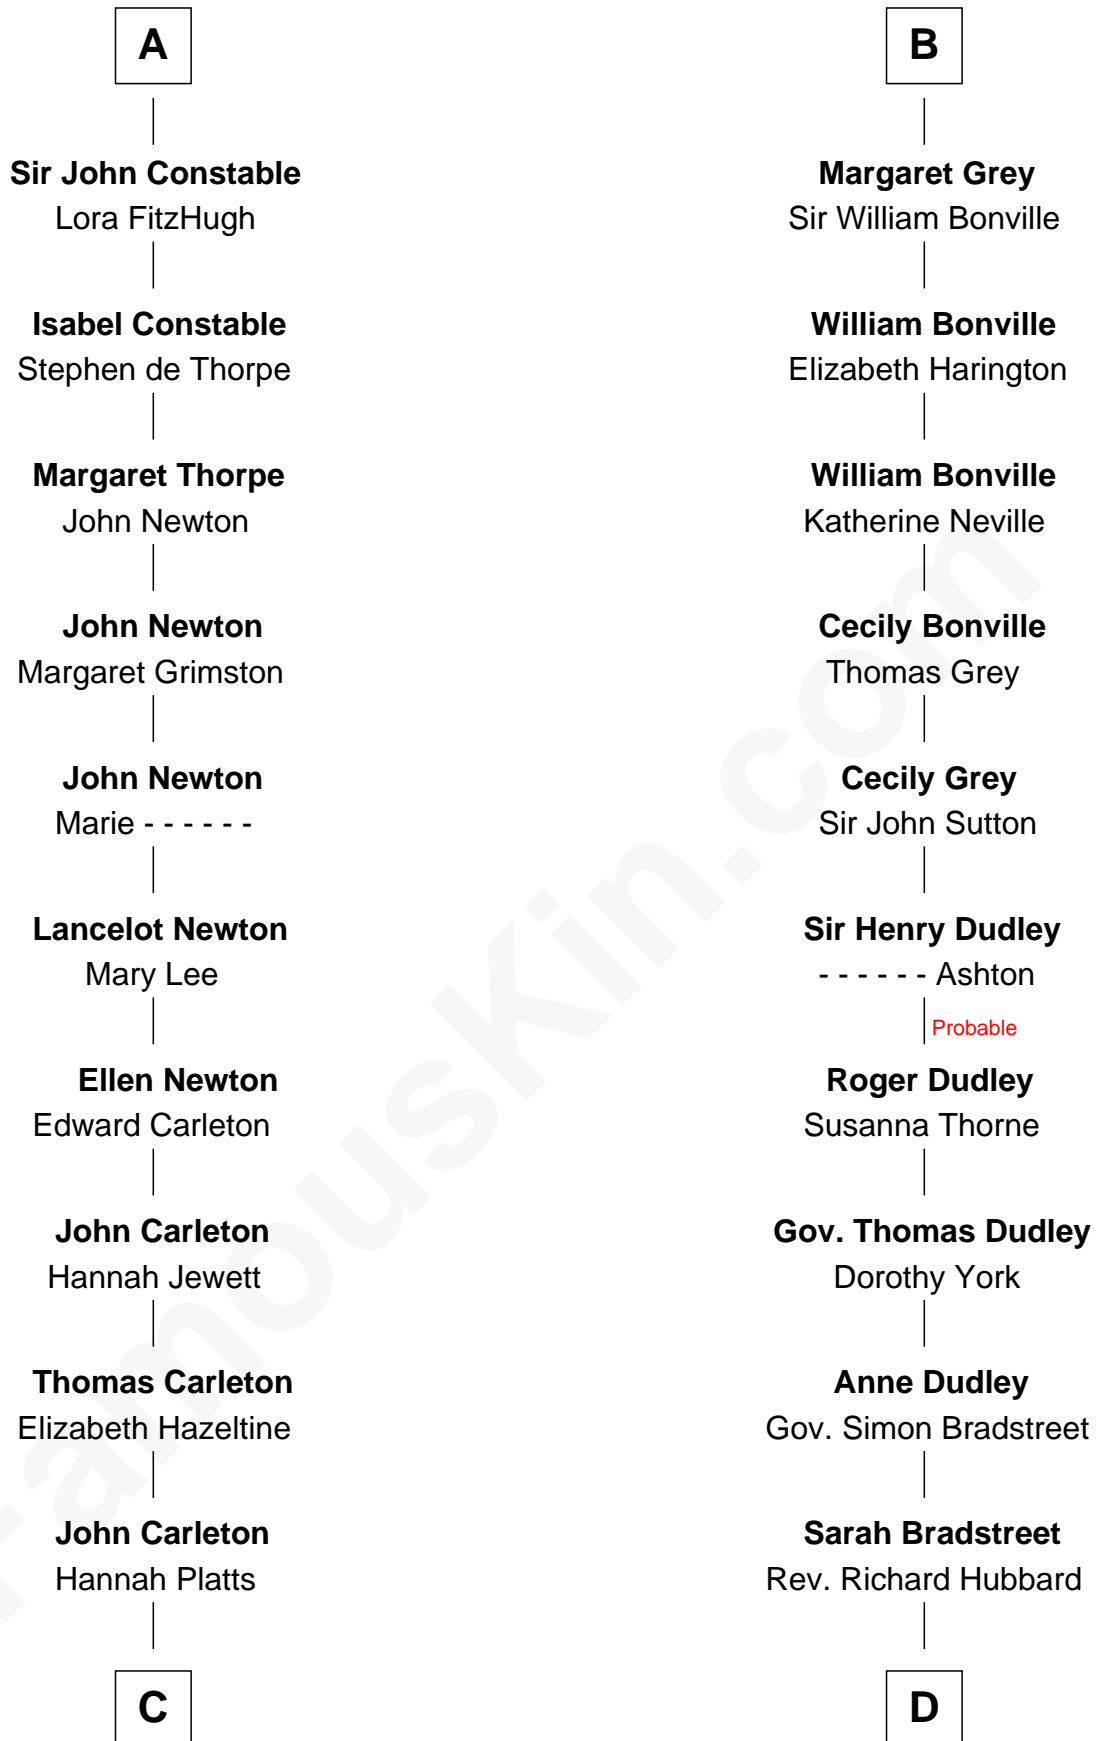 A
Sir John Constable
Lora FitzHugh
Isabel Constable
Stephen de Thorpe
Margaret Thorpe
John Newton
John Newton
Margaret Grimston
John Newton
Marie - - - - - -
Lancelot Newton
Mary Lee
Ellen Newton
Edward Carleton
John Carleton
Hannah Jewett
Thomas Carleton
Elizabeth Hazeltine
John Carleton
Hannah Platts
C
B
Margaret Grey
Sir William Bonville
William Bonville
Elizabeth Harington
William Bonville
Katherine Neville
Cecily Bonville
Thomas Grey
Cecily Grey
Sir John Sutton
Sir Henry Dudley
- - - - - - Ashton
Probable
Roger Dudley
Susanna Thorne
Gov. Thomas Dudley
Dorothy York
Anne Dudley
Gov. Simon Bradstreet
Sarah Bradstreet
Rev. Richard Hubbard
D
FamousKin.com